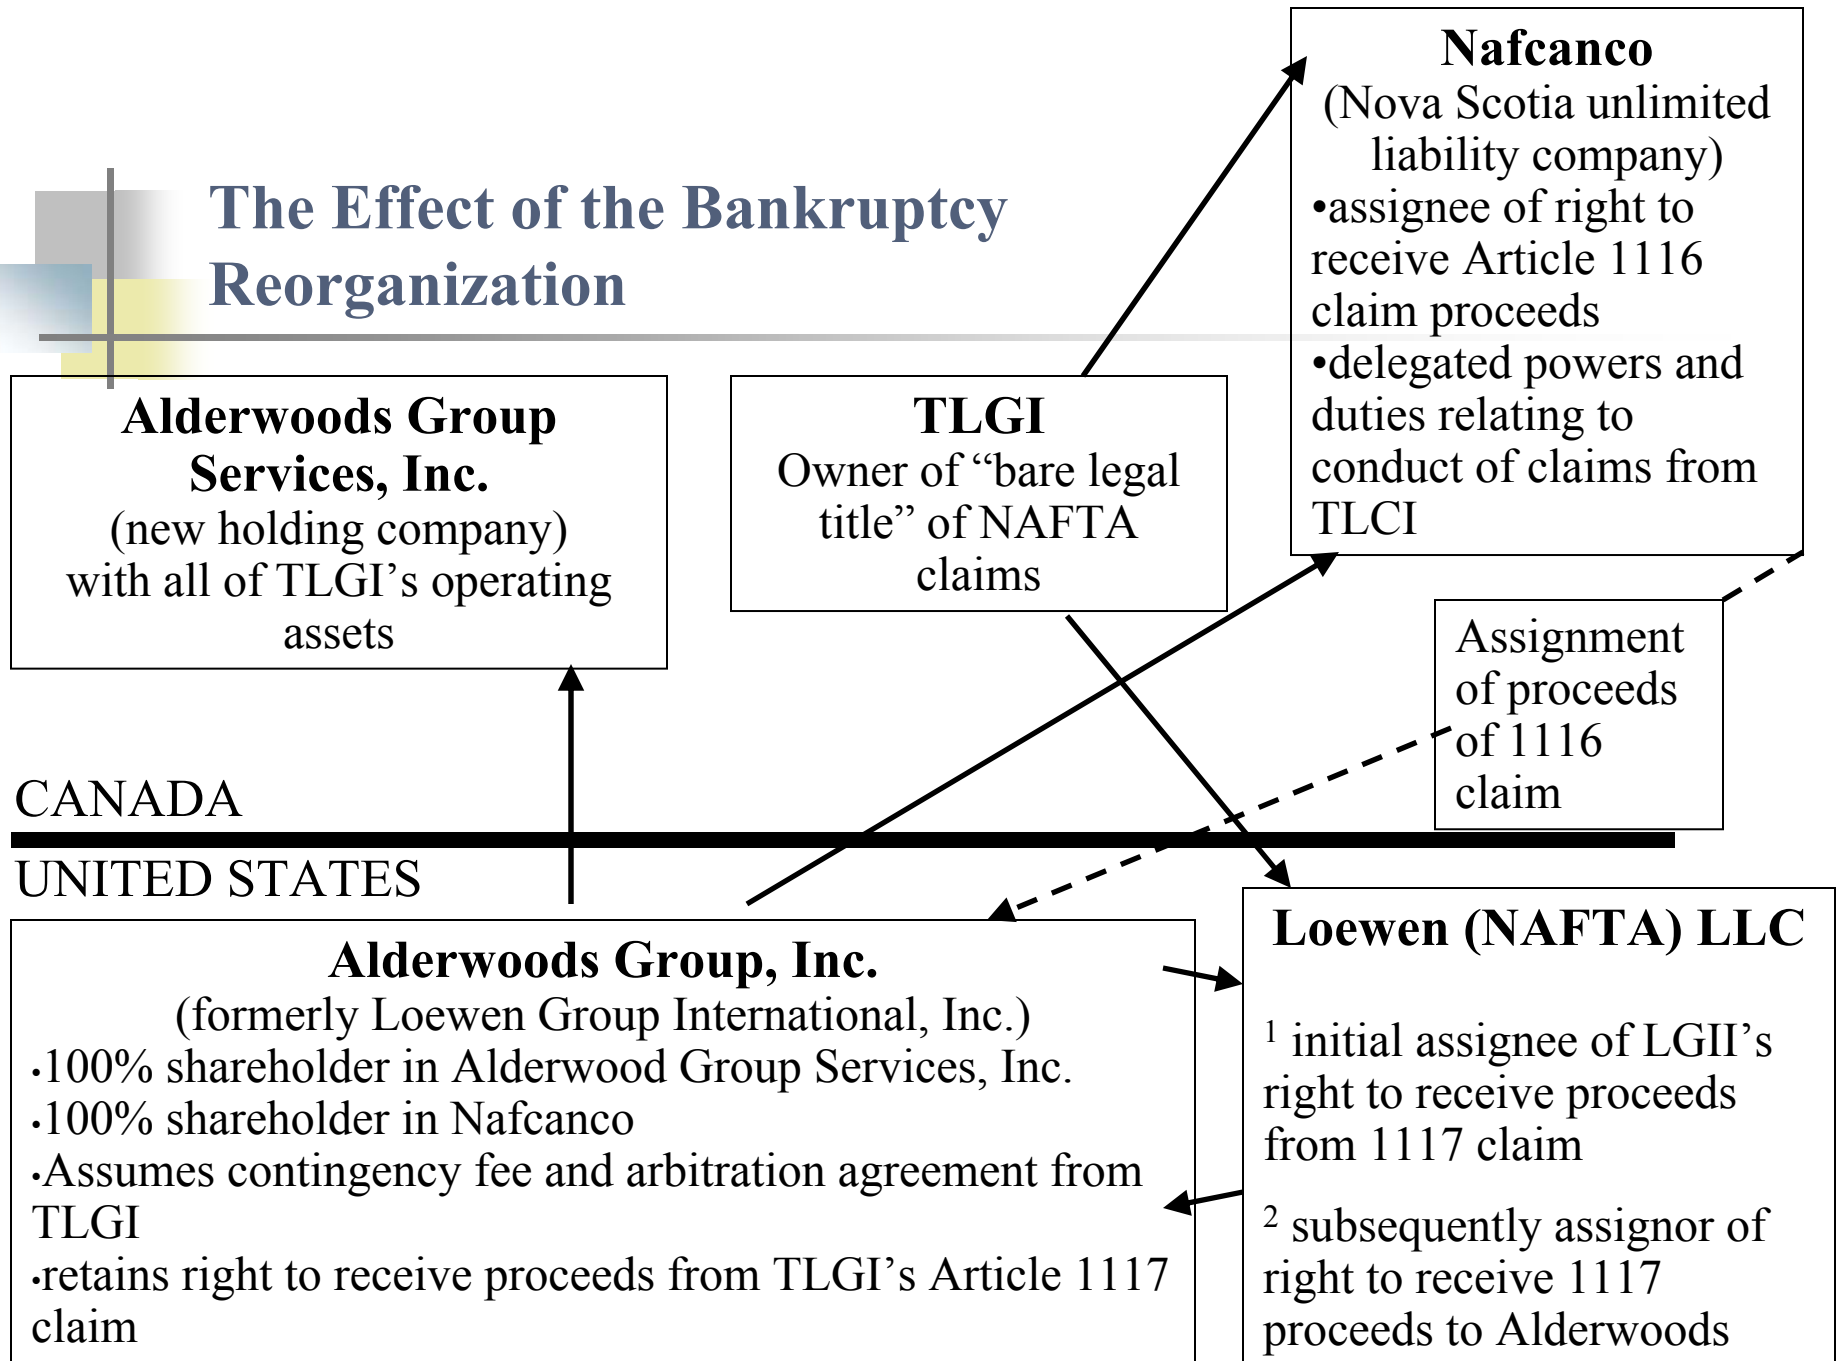 The Effect of the Bankruptcy
Reorganization
Nafcanco
(Nova Scotia unlimited
liability company)
•assignee of right to
receive Article 1116
claim proceeds
•delegated powers and
duties relating to
conduct of claims from
TLCI
Alderwoods Group
Services, Inc.
(new holding company)
with all of TLGI’s operating
assets
TLGI
Owner of “bare legal
title” of NAFTA
claims
Assignment
of proceeds
of 1116
claim
CANADA
UNITED STATES
Alderwoods Group, Inc.
(formerly Loewen Group International, Inc.)
•100% shareholder in Alderwood Group Services, Inc.
•100% shareholder in Nafcanco
•Assumes contingency fee and arbitration agreement from
TLGI
•retains right to receive proceeds from TLGI’s Article 1117
claim
Loewen (NAFTA) LLC
1 initial assignee of LGII’s
right to receive proceeds
from 1117 claim
2 subsequently assignor of
right to receive 1117
proceeds to Alderwoods